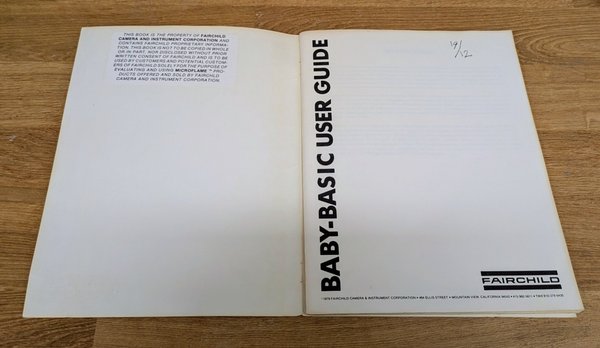 THIS BOOK IS THE PROPERTY OF FAIRCHILD
CAMERA AND INSTRUMENT CORPORATION AND
CONTAINS FAIRCHILD PROPRIETARY INFORMA-
TION. THIS BOOK IS NOT TO BE COPIED IN WHOLE
OR IN PART, NOR DISCLOSED WITHOUT PRIOR
WRITTEN CONSENT OF FAIRCHILD AND IS TO BE
USED BY CUSTOMERS AND POTENTIAL CUSTOM-
ERS OF FAIRCHILD SOLELY FOR THE PURPOSE OF
EVALUATING AND USING MICROFLAME ™ PRO-
DUCTS OFFERED AND SOLD BY FAIRCHILD
CAMERA AND INSTRUMENT CORPORATION.
BABY-BASIC USER GUIDE
FAIRCHILD
FAIRCHILD CAMERA & INSTRUMENT CORPORATION • 464 ELLIS STREET • MOUNTAIN VIEW, CALIFORNIA